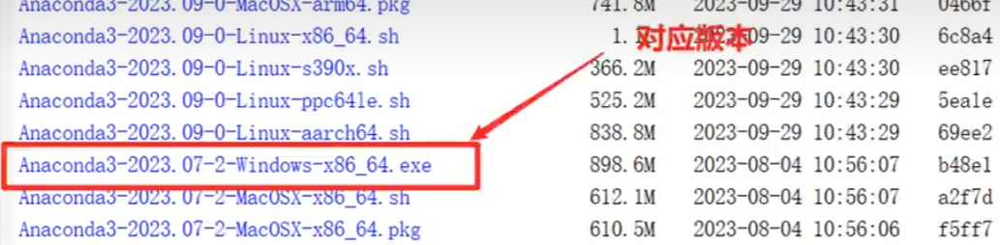 Anaconda3-2023.09-0-MacOSX-arm64.pkg 741.8M 2023-09-29 10:43:31 0466f
Anaconda3-2023.09-0-Linux-x86_64.sh 1. 对应版本 2023-09-29 10:43:30 6c8a4
Anaconda3-2023.09-0-Linux-s390x.sh 366.2M 2023-09-29 10:43:30 ee817
Anaconda3-2023.09-0-Linux-ppc64le.sh 525.2M 2023-09-29 10:43:29 5ea1e
Anaconda3-2023.09-0-Linux-aarch64.sh 838.8M 2023-09-29 10:43:29 69ee2
Anaconda3-2023.07-2-Windows-x86_64.exe 898.6M 2023-08-04 10:56:07 b48e1
Anaconda3-2023.07-2-MacOSX-x86_64.sh 612.1M 2023-08-04 10:56:07 a2f7d
Anaconda3-2023.07-2-MacOSX-x86_64.pkg 610.5M 2023-08-04 10:56:06 f5ff7